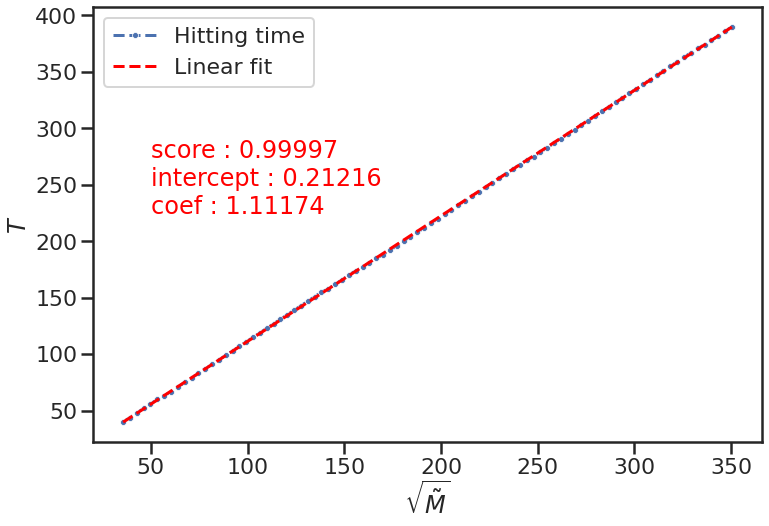 400
350
300
250
200
150
100
50
T
Hitting time
Linear fit
score : 0.99997
intercept : 0.21216
coef : 1.11174
50 100 150 200 250 300 350
√M̃